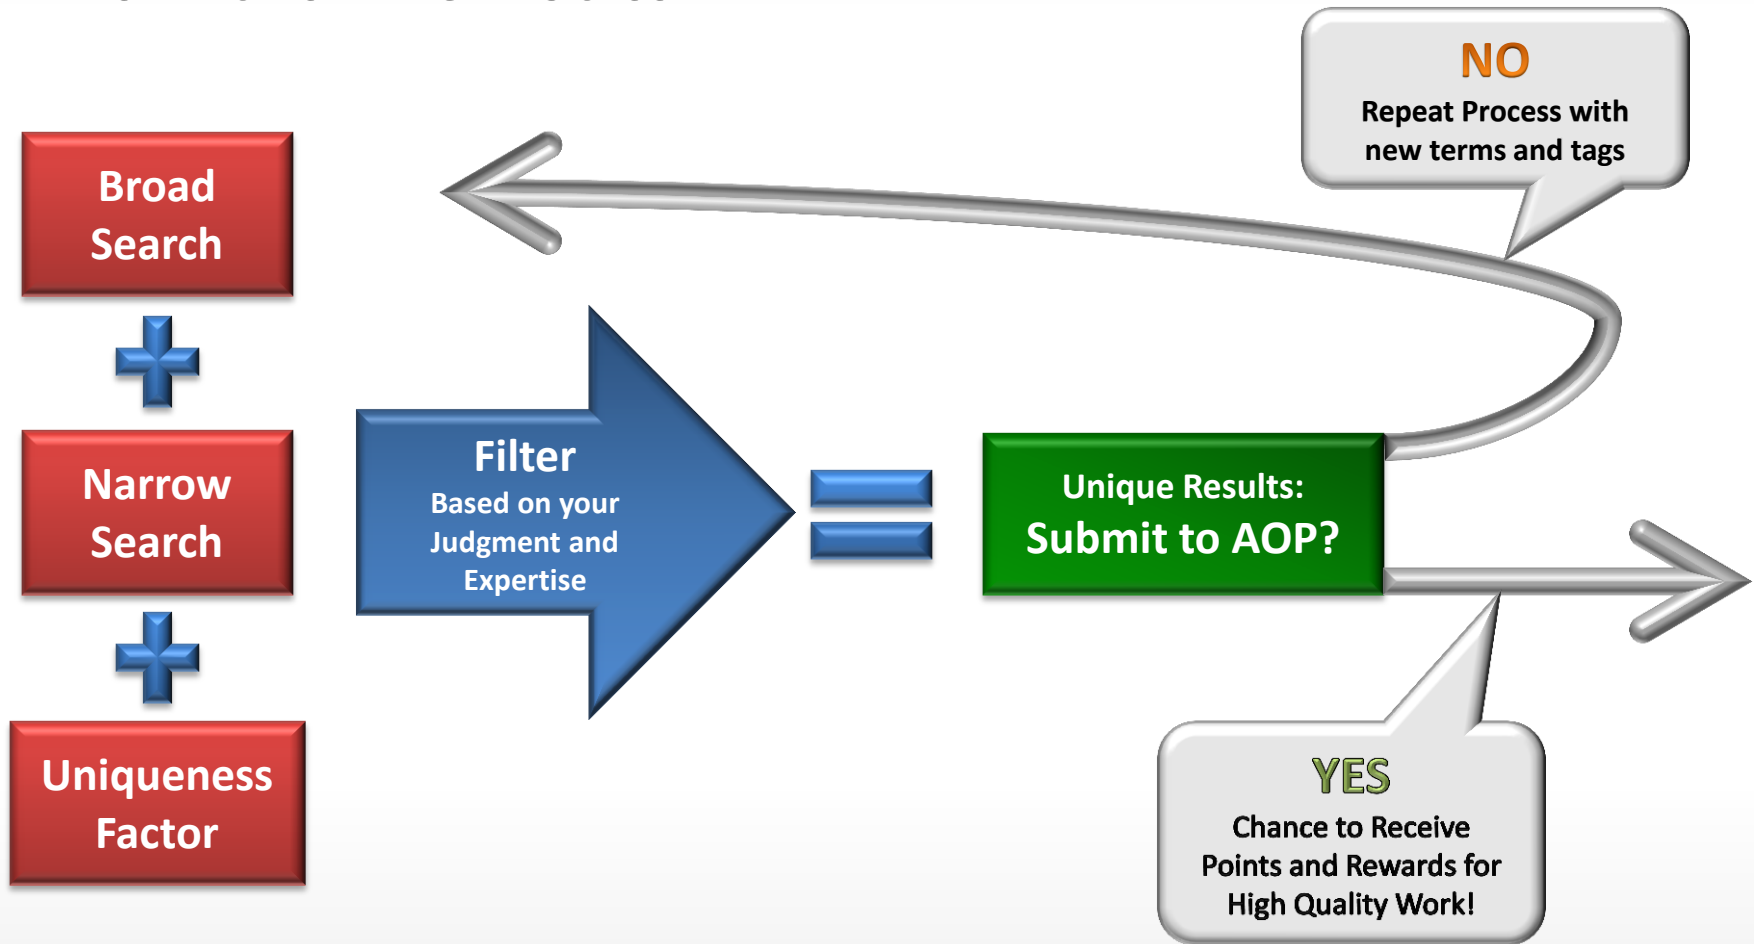 NO
Repeat Process with
new terms and tags
Broad
Search
Narrow
Search
Uniqueness
Factor
Filter
Based on your
Judgment and
Expertise
Unique Results:
Submit to AOP?
YES
Chance to Receive
Points and Rewards for
High Quality Work!